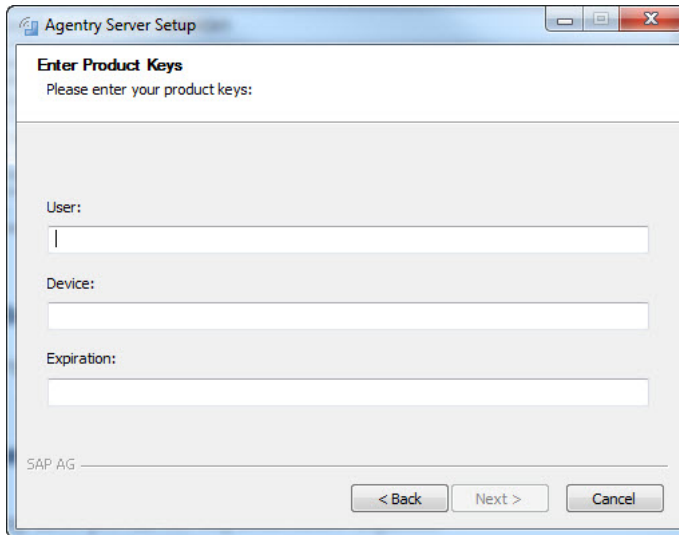 Agentry Server Setup
Enter Product Keys
Please enter your product keys:
User:
Device:
Expiration:
SAP AG
< Back
Next >
Cancel